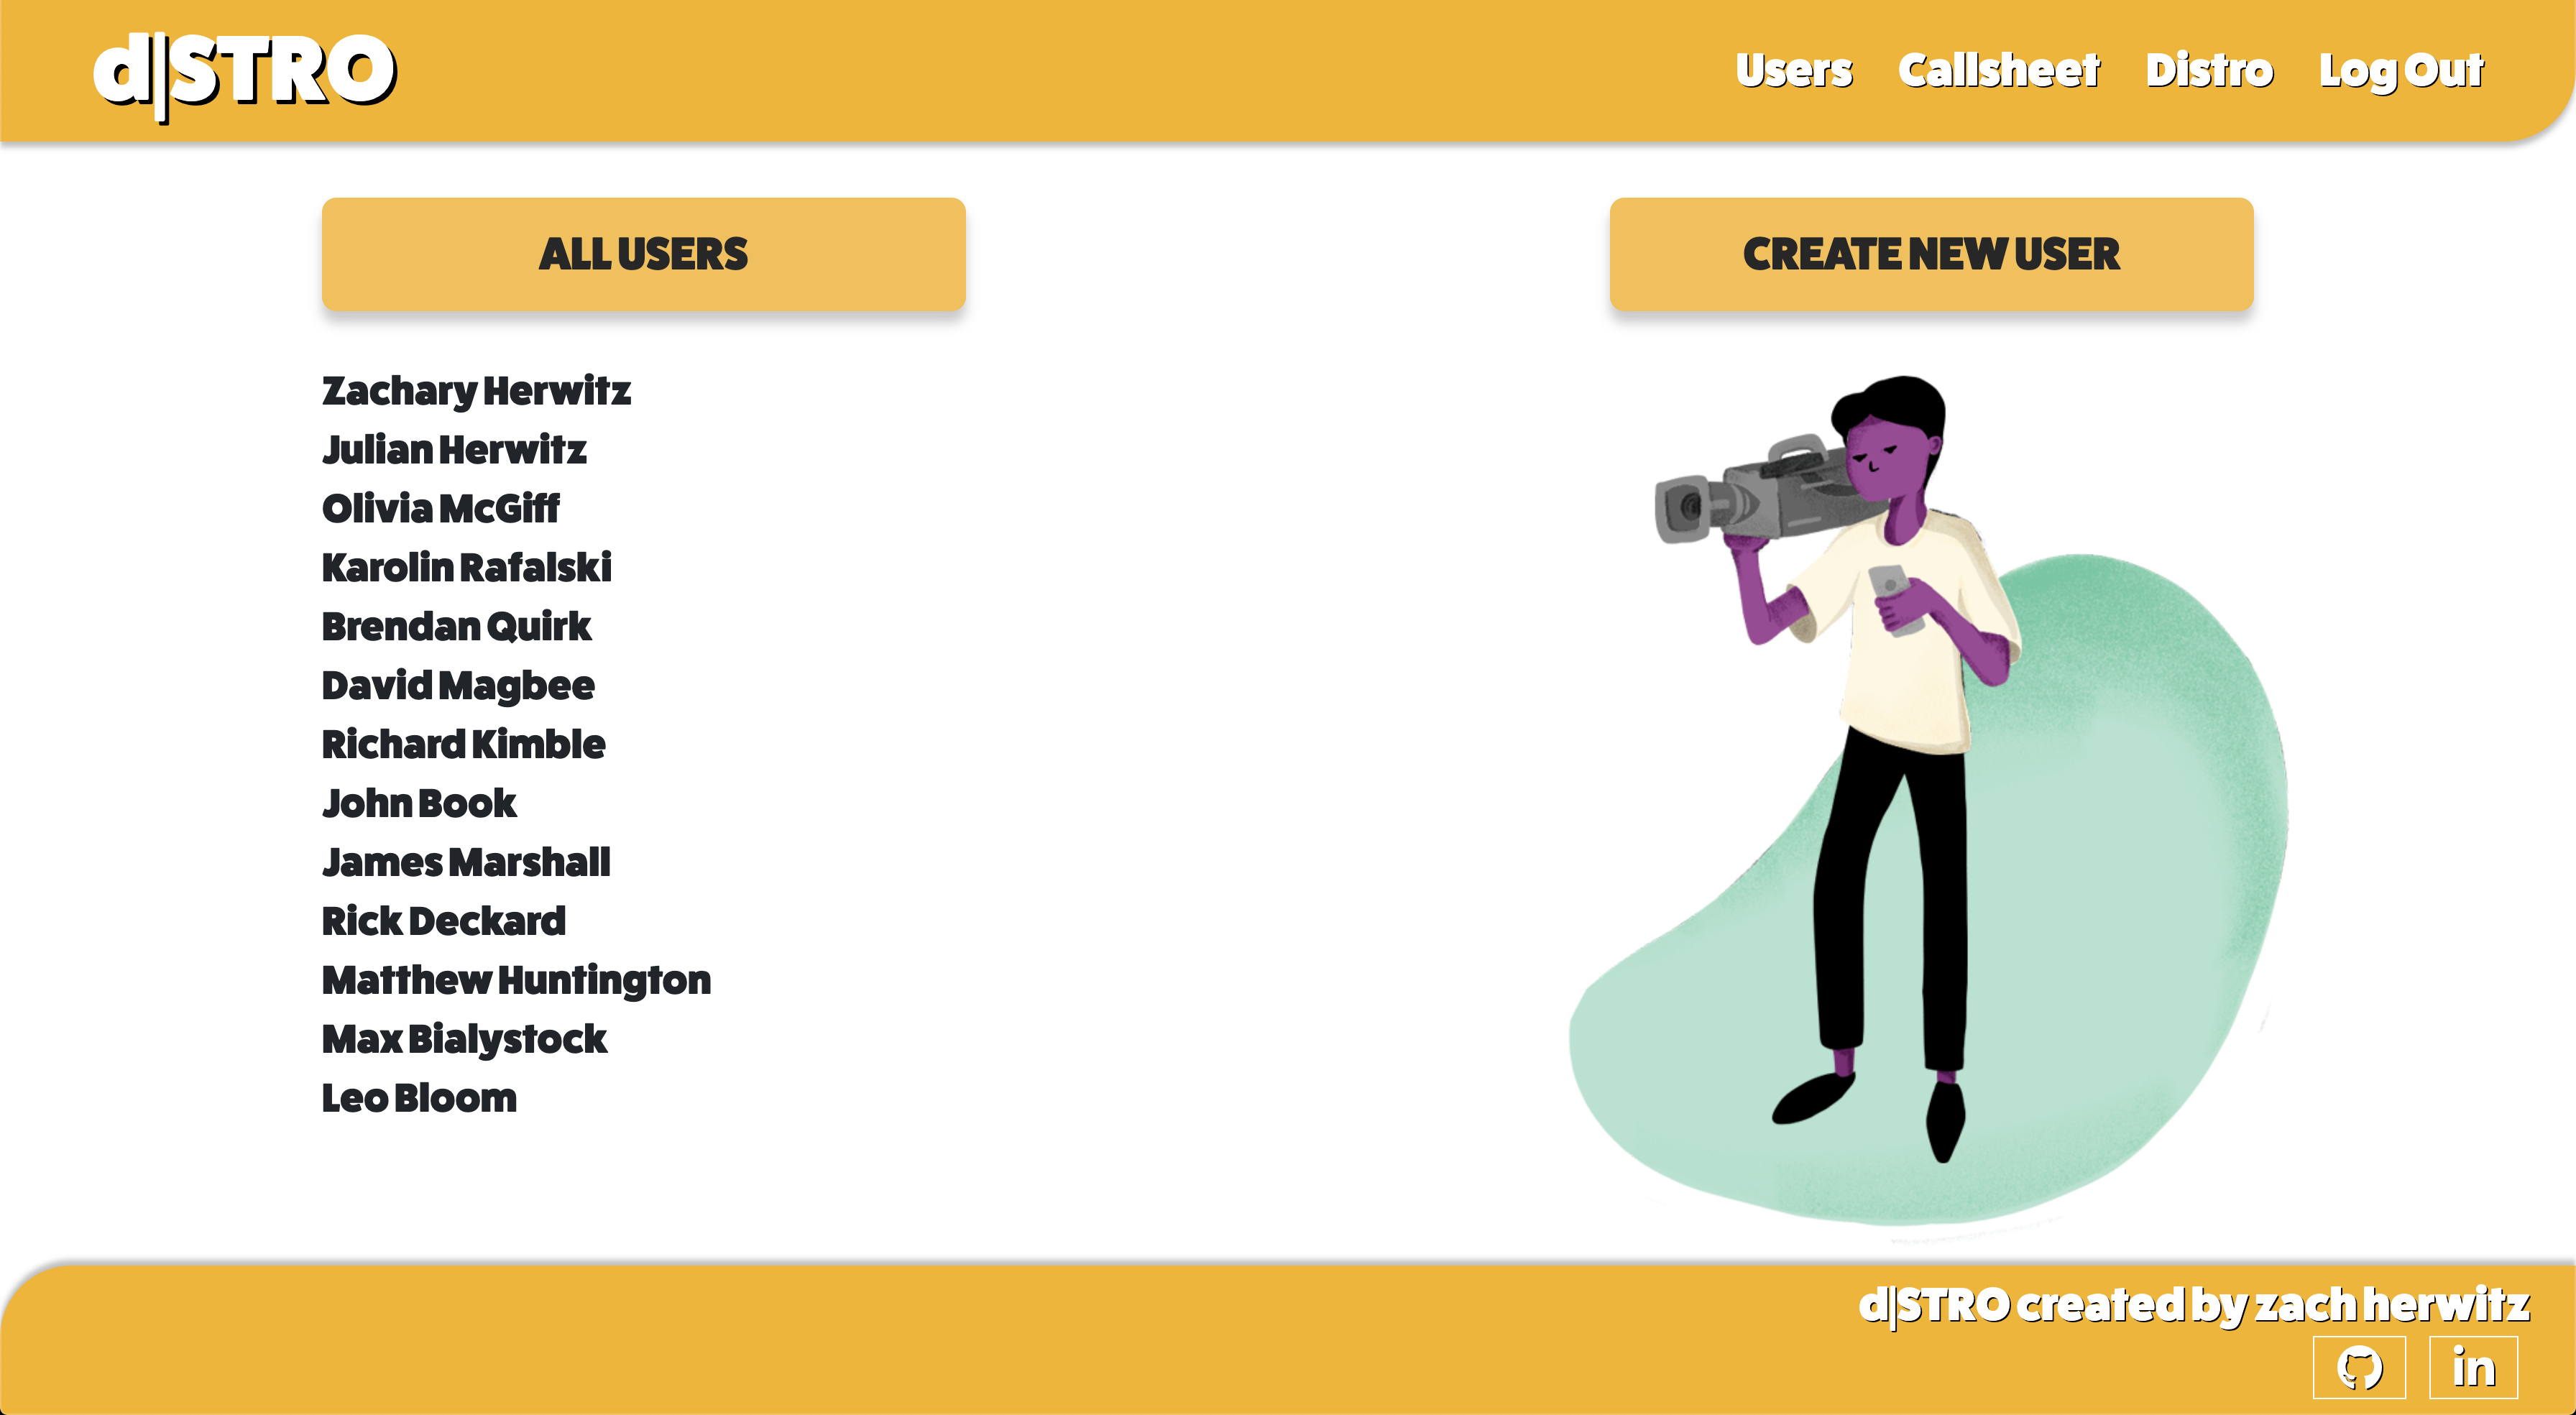 d|STRO
Users Callsheet Distro Log Out
ALL USERS
CREATE NEW USER
Zachary Herwitz
Julian Herwitz
Olivia McGiff
Karolin Rafalski
Brendan Quirk
David Magbee
Richard Kimble
John Book
James Marshall
Rick Deckard
Matthew Huntington
Max Bialystock
Leo Bloom
d|STRO created by zach herwitz
in